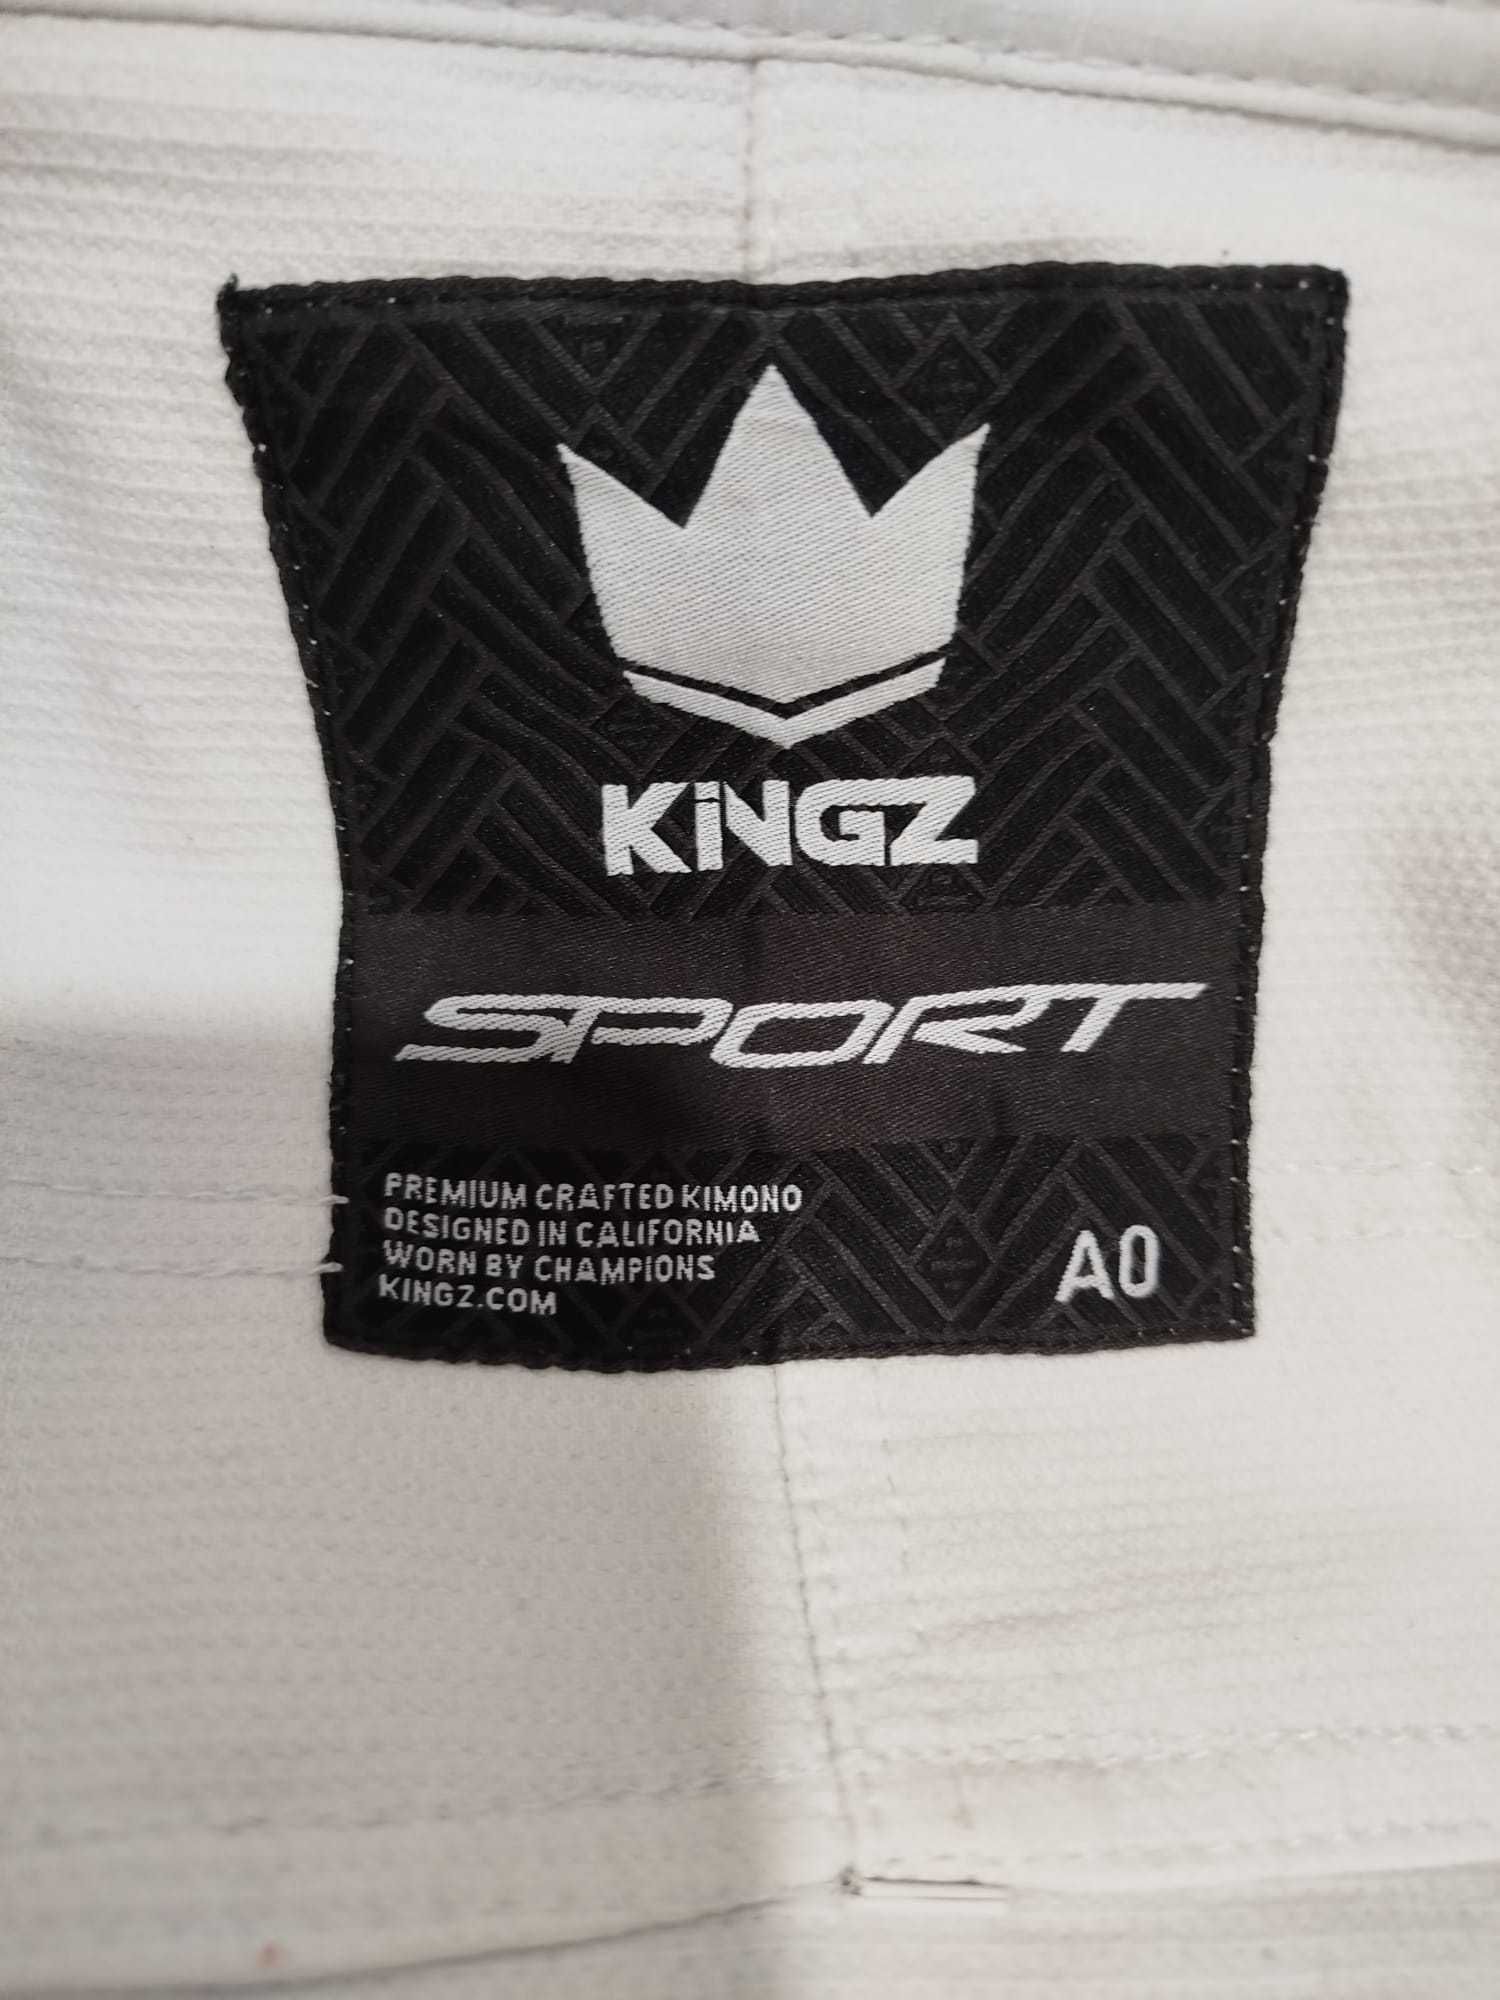 KiNGZ
SPORT
PREMIUM CRAFTED KIMONO
DESIGNED IN CALIFORNIA
WORN BY CHAMPIONS
KINGZ.COM
A0